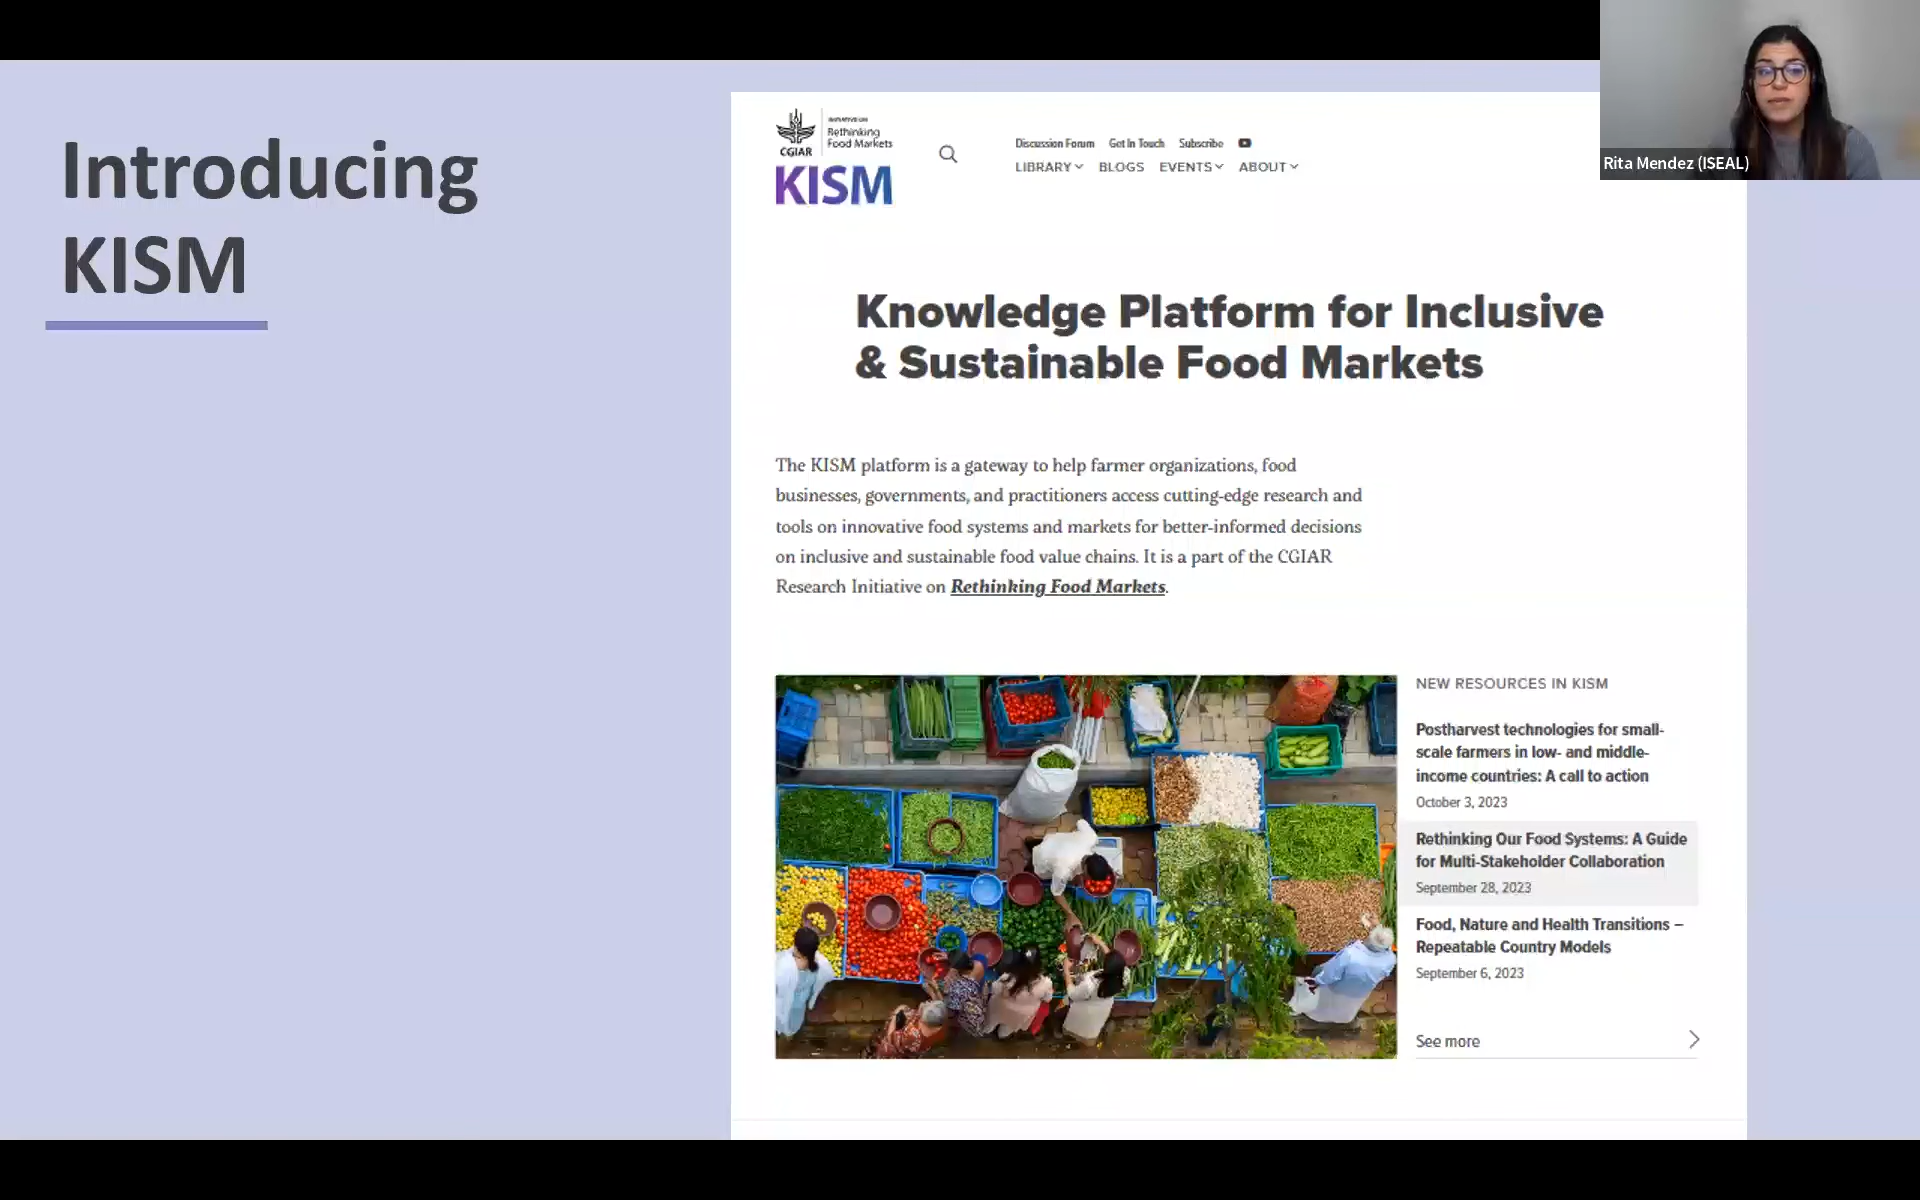 Introducing
KISM
CGIAR
INITIATIVE ON
Rethinking
Food Markets
KISM
Discussion Forum Get In Touch Subscribe
LIBRARY BLOGS EVENTS ABOUT
Rita Mendez (ISEAL)
Knowledge Platform for Inclusive
& Sustainable Food Markets
The KISM platform is a gateway to help farmer organizations, food
businesses, governments, and practitioners access cutting-edge research and
tools on innovative food systems and markets for better-informed decisions
on inclusive and sustainable food value chains. It is a part of the CGIAR
Research Initiative on Rethinking Food Markets.
NEW RESOURCES IN KISM
Postharvest technologies for small-
scale farmers in low- and middle-
income countries: A call to action
October 3, 2023
Rethinking Our Food Systems: A Guide
for Multi-Stakeholder Collaboration
September 28, 2023
Food, Nature and Health Transitions –
Repeatable Country Models
September 6, 2023
See more